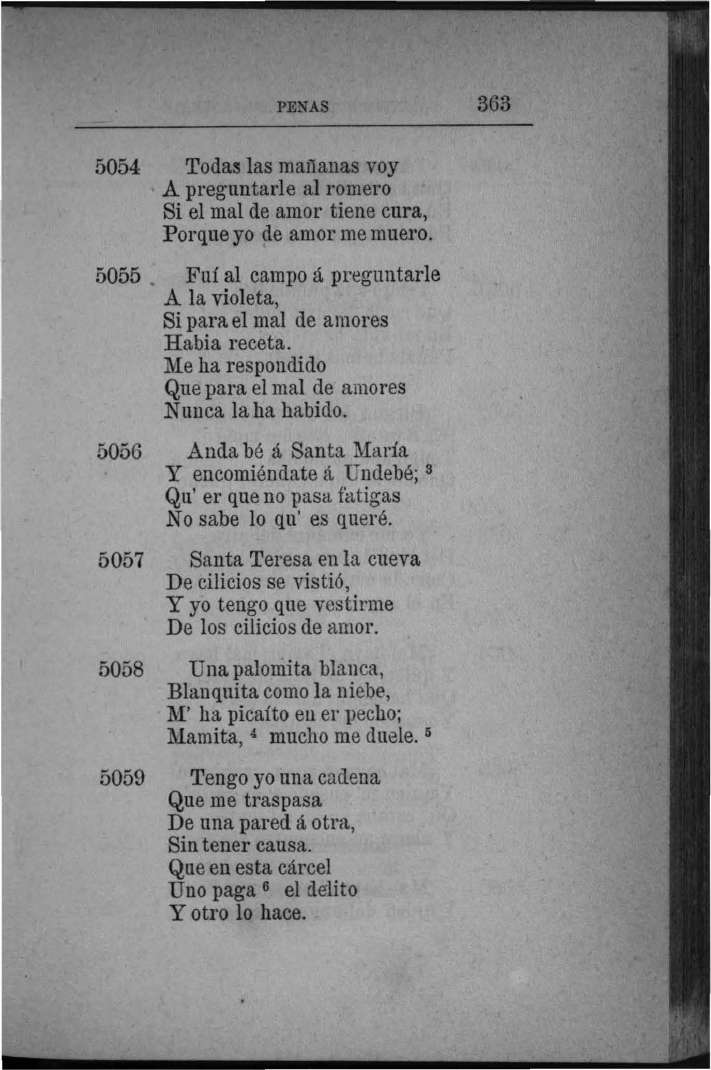 PENAS 363
5054 Todas las mañanas voy
A preguntarle al romero
Si el mal de amor tiene cura,
Porque yo de amor me muero.
5055 Fuí al campo á preguntarle
A la violeta,
Si para el mal de amores
Habia receta.
Me ha respondido
Que para el mal de amores
Nunca la ha habido.
5056 Anda bé á Santa María
Y encomiéndate á Undebé; ³
Qu' er que no pasa fatigas
No sabe lo qu' es queré.
5057 Santa Teresa en la cueva
De cilicios se vistió,
Y yo tengo que vestirme
De los cilicios de amor.
5058 Una palomita blanca,
Blanquita como la niebe,
M' ha picaíto en er pecho;
Mamita, ⁴ mucho me duele. ⁵
5059 Tengo yo una cadena
Que me traspasa
De una pared á otra,
Sin tener causa.
Que en esta cárcel
Uno paga ⁶ el delito
Y otro lo hace.